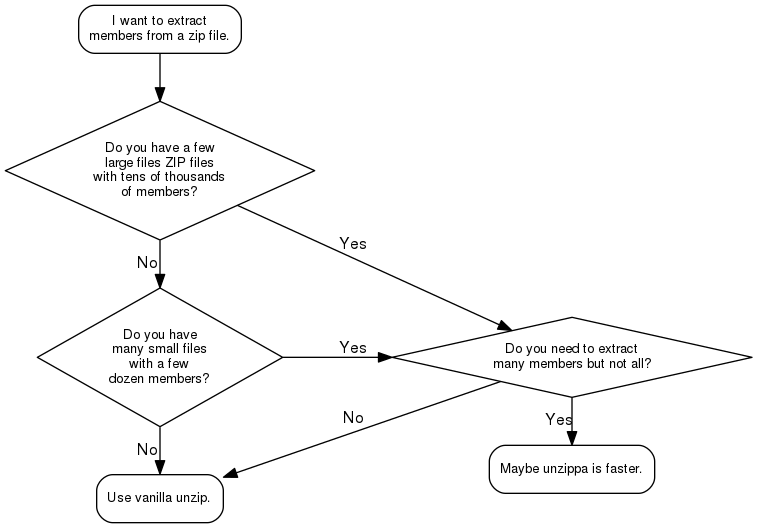 I want to extract
members from a zip file.
Do you have a few
large files ZIP files
with tens of thousands
of members?
Yes
No
Do you have
many small files
with a few
dozen members?
Yes
Do you need to extract
many members but not all?
No
Yes
No
Use vanilla unzip.
Maybe unzippa is faster.